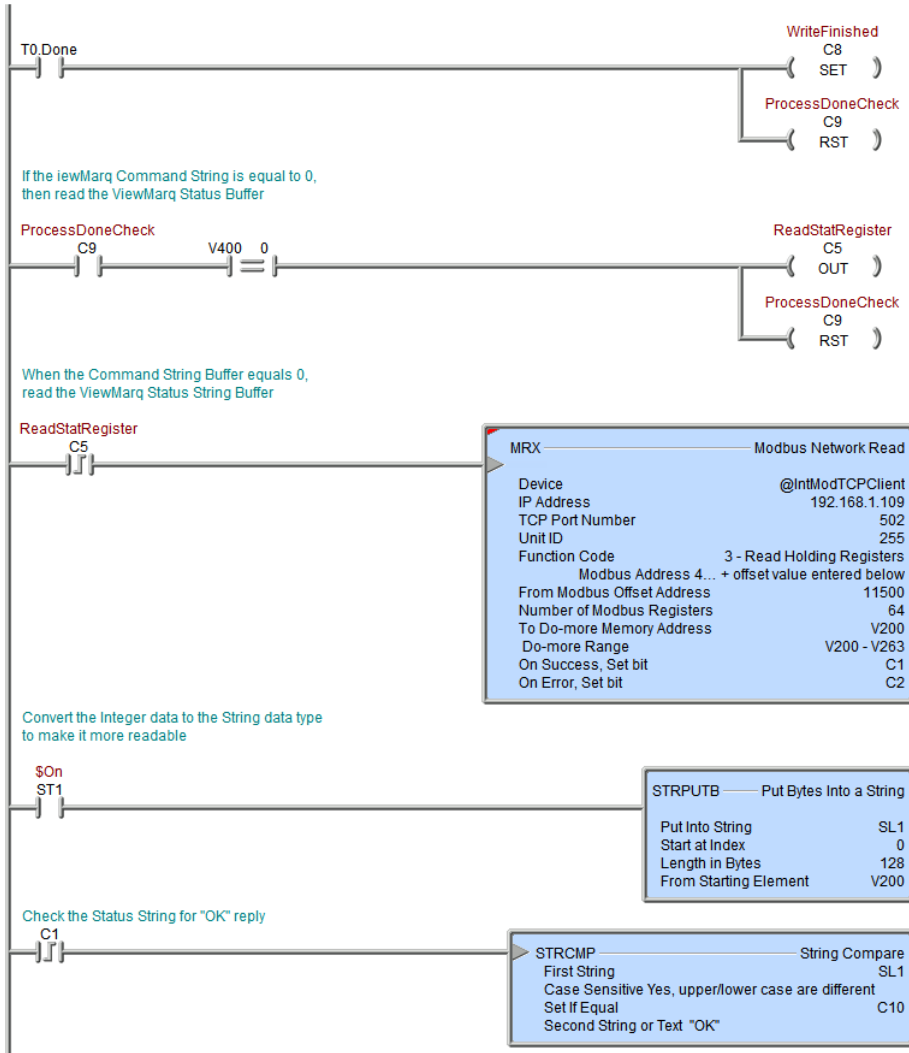 WriteFinished
T0.Done C8
SET
ProcessDoneCheck
C9
RST
If the iewMarq Command String is equal to 0,
then read the ViewMarq Status Buffer
ProcessDoneCheck ReadStatRegister
C9 V400 0 C5
OUT
ProcessDoneCheck
C9
RST
When the Command String Buffer equals 0,
read the ViewMarq Status String Buffer
ReadStatRegister
C5
MRX Modbus Network Read
Device @IntModTCPClient
IP Address 192.168.1.109
TCP Port Number 502
Unit ID 255
Function Code 3 - Read Holding Registers
Modbus Address 4... + offset value entered below
From Modbus Offset Address 11500
Number of Modbus Registers 64
To Do-more Memory Address V200
Do-more Range V200 - V263
On Success, Set bit C1
On Error, Set bit C2
Convert the Integer data to the String data type
to make it more readable
$On
ST1
STRPUTB Put Bytes Into a String
Put Into String SL1
Start at Index 0
Length in Bytes 128
From Starting Element V200
Check the Status String for "OK" reply
C1
STRCMP String Compare
First String SL1
Case Sensitive Yes, upper/lower case are different
Set If Equal C10
Second String or Text "OK"